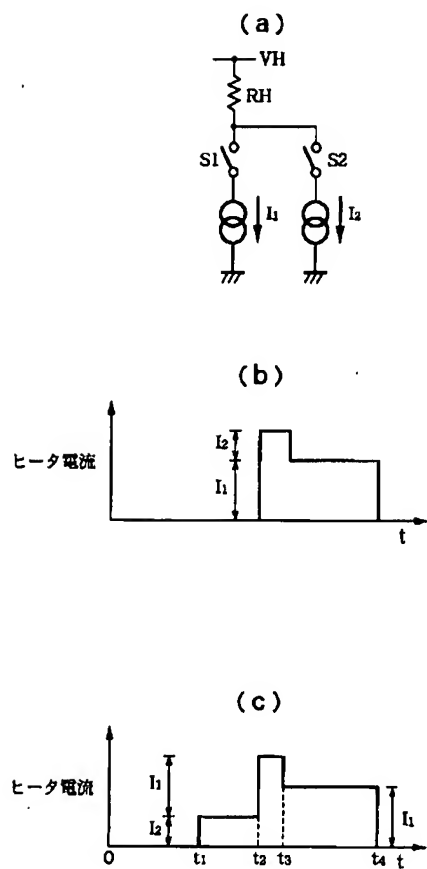 (a)
VH
RH
S1
S2
I₁
I₂
(b)
ヒータ電流
I₂
I₁
t
(c)
ヒータ電流
I₁
I₂
I₁
0
t₁
t₂
t₃
t₄
t